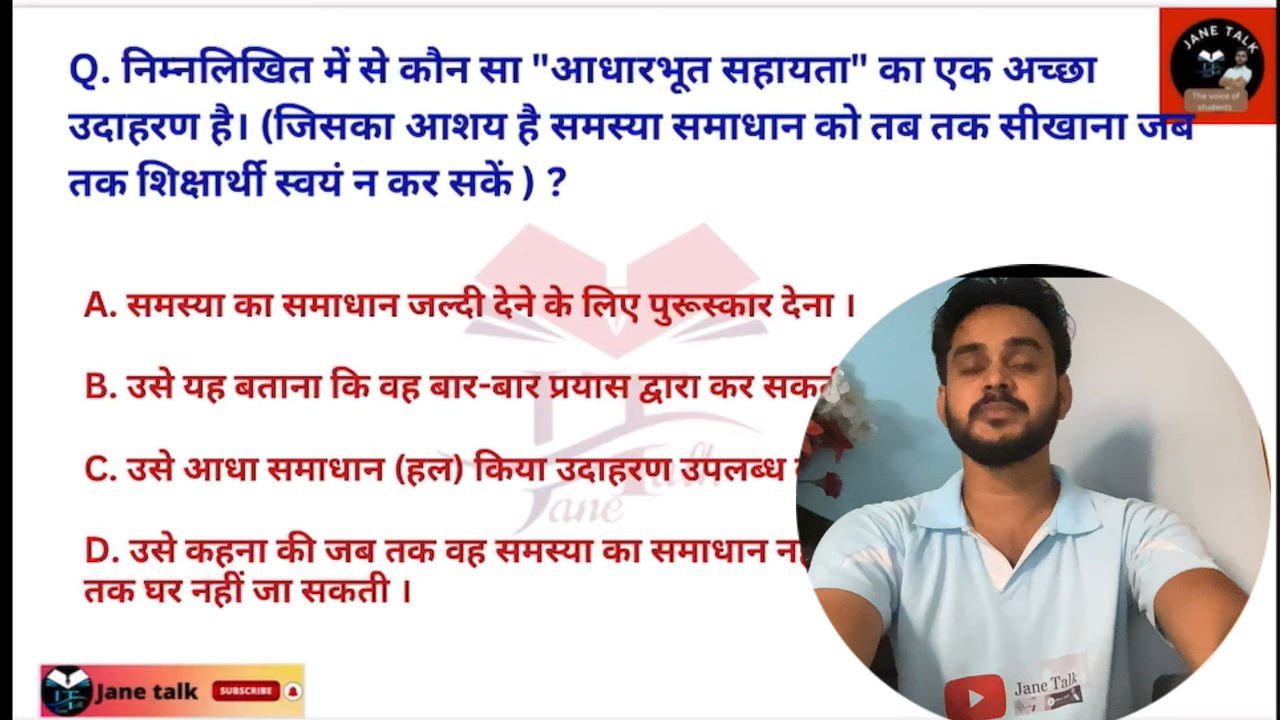 JANE TALK
The voice of
students
Q. निम्नलिखित में से कौन सा "आधारभूत सहायता" का एक अच्छा
उदाहरण है। (जिसका आशय है समस्या समाधान को तब तक सीखाना जब
तक शिक्षार्थी स्वयं न कर सकें ) ?
A. समस्या का समाधान जल्दी देने के लिए पुरूस्कार देना ।
B. उसे यह बताना कि वह बार-बार प्रयास द्वारा कर
C. उसे आधा समाधान (हल) किया उदाहरण उपलब्ध
D. उसे कहना की जब तक वह समस्या का समाधान
तक घर नहीं जा सकती ।
Jane Talk
Jane talk
SUBSCRIBE
Jane Talk